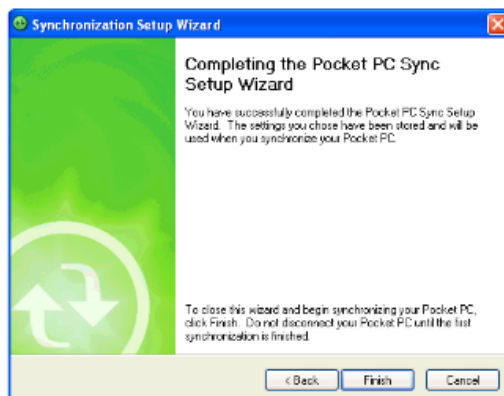 Synchronization Setup Wizard
Completing the Pocket PC Sync
Setup Wizard
You have successfully completed the Pocket PC Sync Setup
Wizard. The settings you chose have been stored and will be
used when you synchronize your Pocket PC.
To close this wizard and begin synchronizing your Pocket PC,
click Finish. Do not disconnect your Pocket PC until the first
synchronization is finished.
< Back
Finish
Cancel